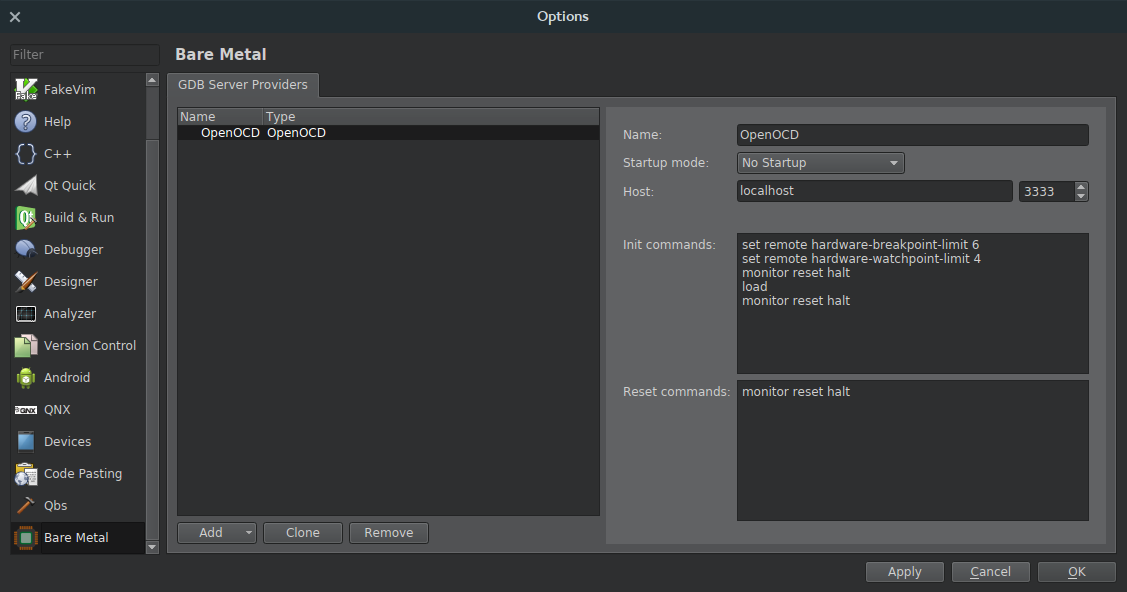 Options
Filter
Bare Metal
FakeVim
Help
C++
Qt Quick
Build & Run
Debugger
Designer
Analyzer
Version Control
Android
QNX
Devices
Code Pasting
Qbs
Bare Metal
GDB Server Providers
Name Type
OpenOCD OpenOCD
Add
Clone
Remove
Name: OpenOCD
Startup mode: No Startup
Host: localhost 3333
Init commands: set remote hardware-breakpoint-limit 6
set remote hardware-watchpoint-limit 4
monitor reset halt
load
monitor reset halt
Reset commands: monitor reset halt
Apply
Cancel
OK